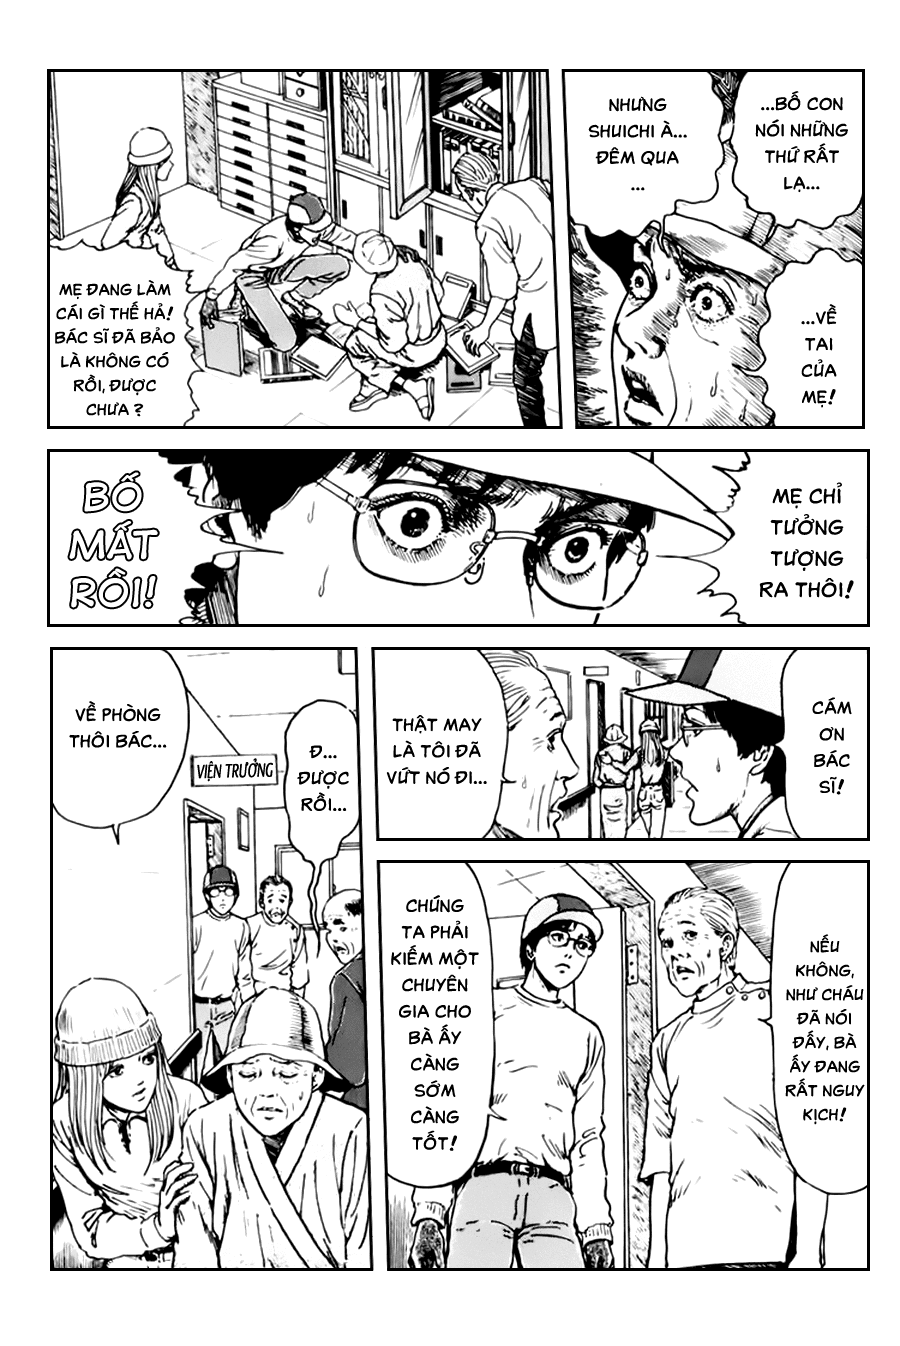 MẸ ĐANG LÀM
CÁI GÌ THẾ HẢ!
BÁC SĨ ĐÃ BẢO
LÀ KHÔNG CÓ
RỒI, ĐƯỢC
CHƯA ?
NHƯNG
SHUICHI À...
ĐÊM QUA
...
...BỐ CON
NÓI NHỮNG
THỨ RẤT
LẠ...
...VỀ
TAI
CỦA
MẸ!
MẸ CHỈ
TƯỞNG
TƯỢNG
RA THÔI!
BỐ
MẤT
RỒI!
VỀ PHÒNG
THÔI BÁC...
VIỆN TRƯỞNG
Đ...
ĐƯỢC
RỒI...
CÁM
ƠN
BÁC
SĨ!
THẬT MAY
LÀ TÔI ĐÃ
VỨT NÓ ĐI...
NẾU
KHÔNG,
NHƯ CHÁU
ĐÃ NÓI
ĐẤY, BÀ
ẤY ĐANG
RẤT NGUY
KỊCH!
CHÚNG
TA PHẢI
KIẾM MỘT
CHUYÊN
GIA CHO
BÀ ẤY
CÀNG
SỚM
CÀNG
TỐT!